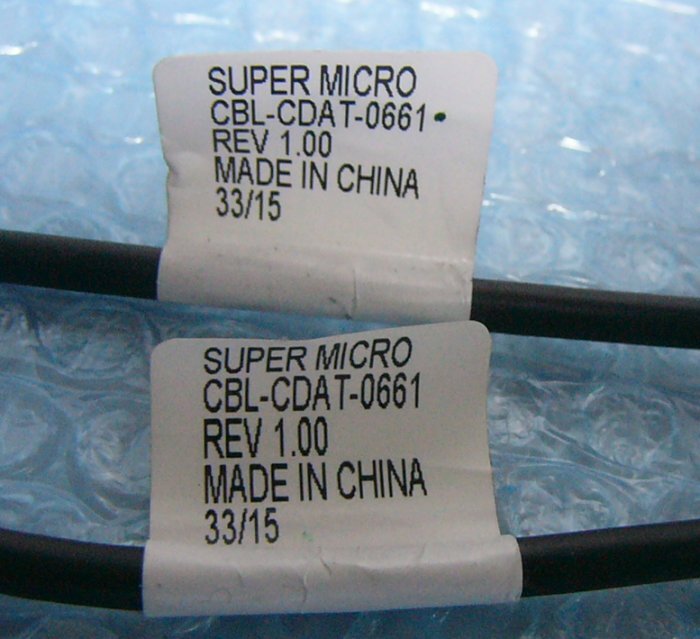 SUPER MICRO
CBL-CDAT-0661
REV 1.00
MADE IN CHINA
33/15
SUPER MICRO
CBL-CDAT-0661
REV 1.00
MADE IN CHINA
33/15